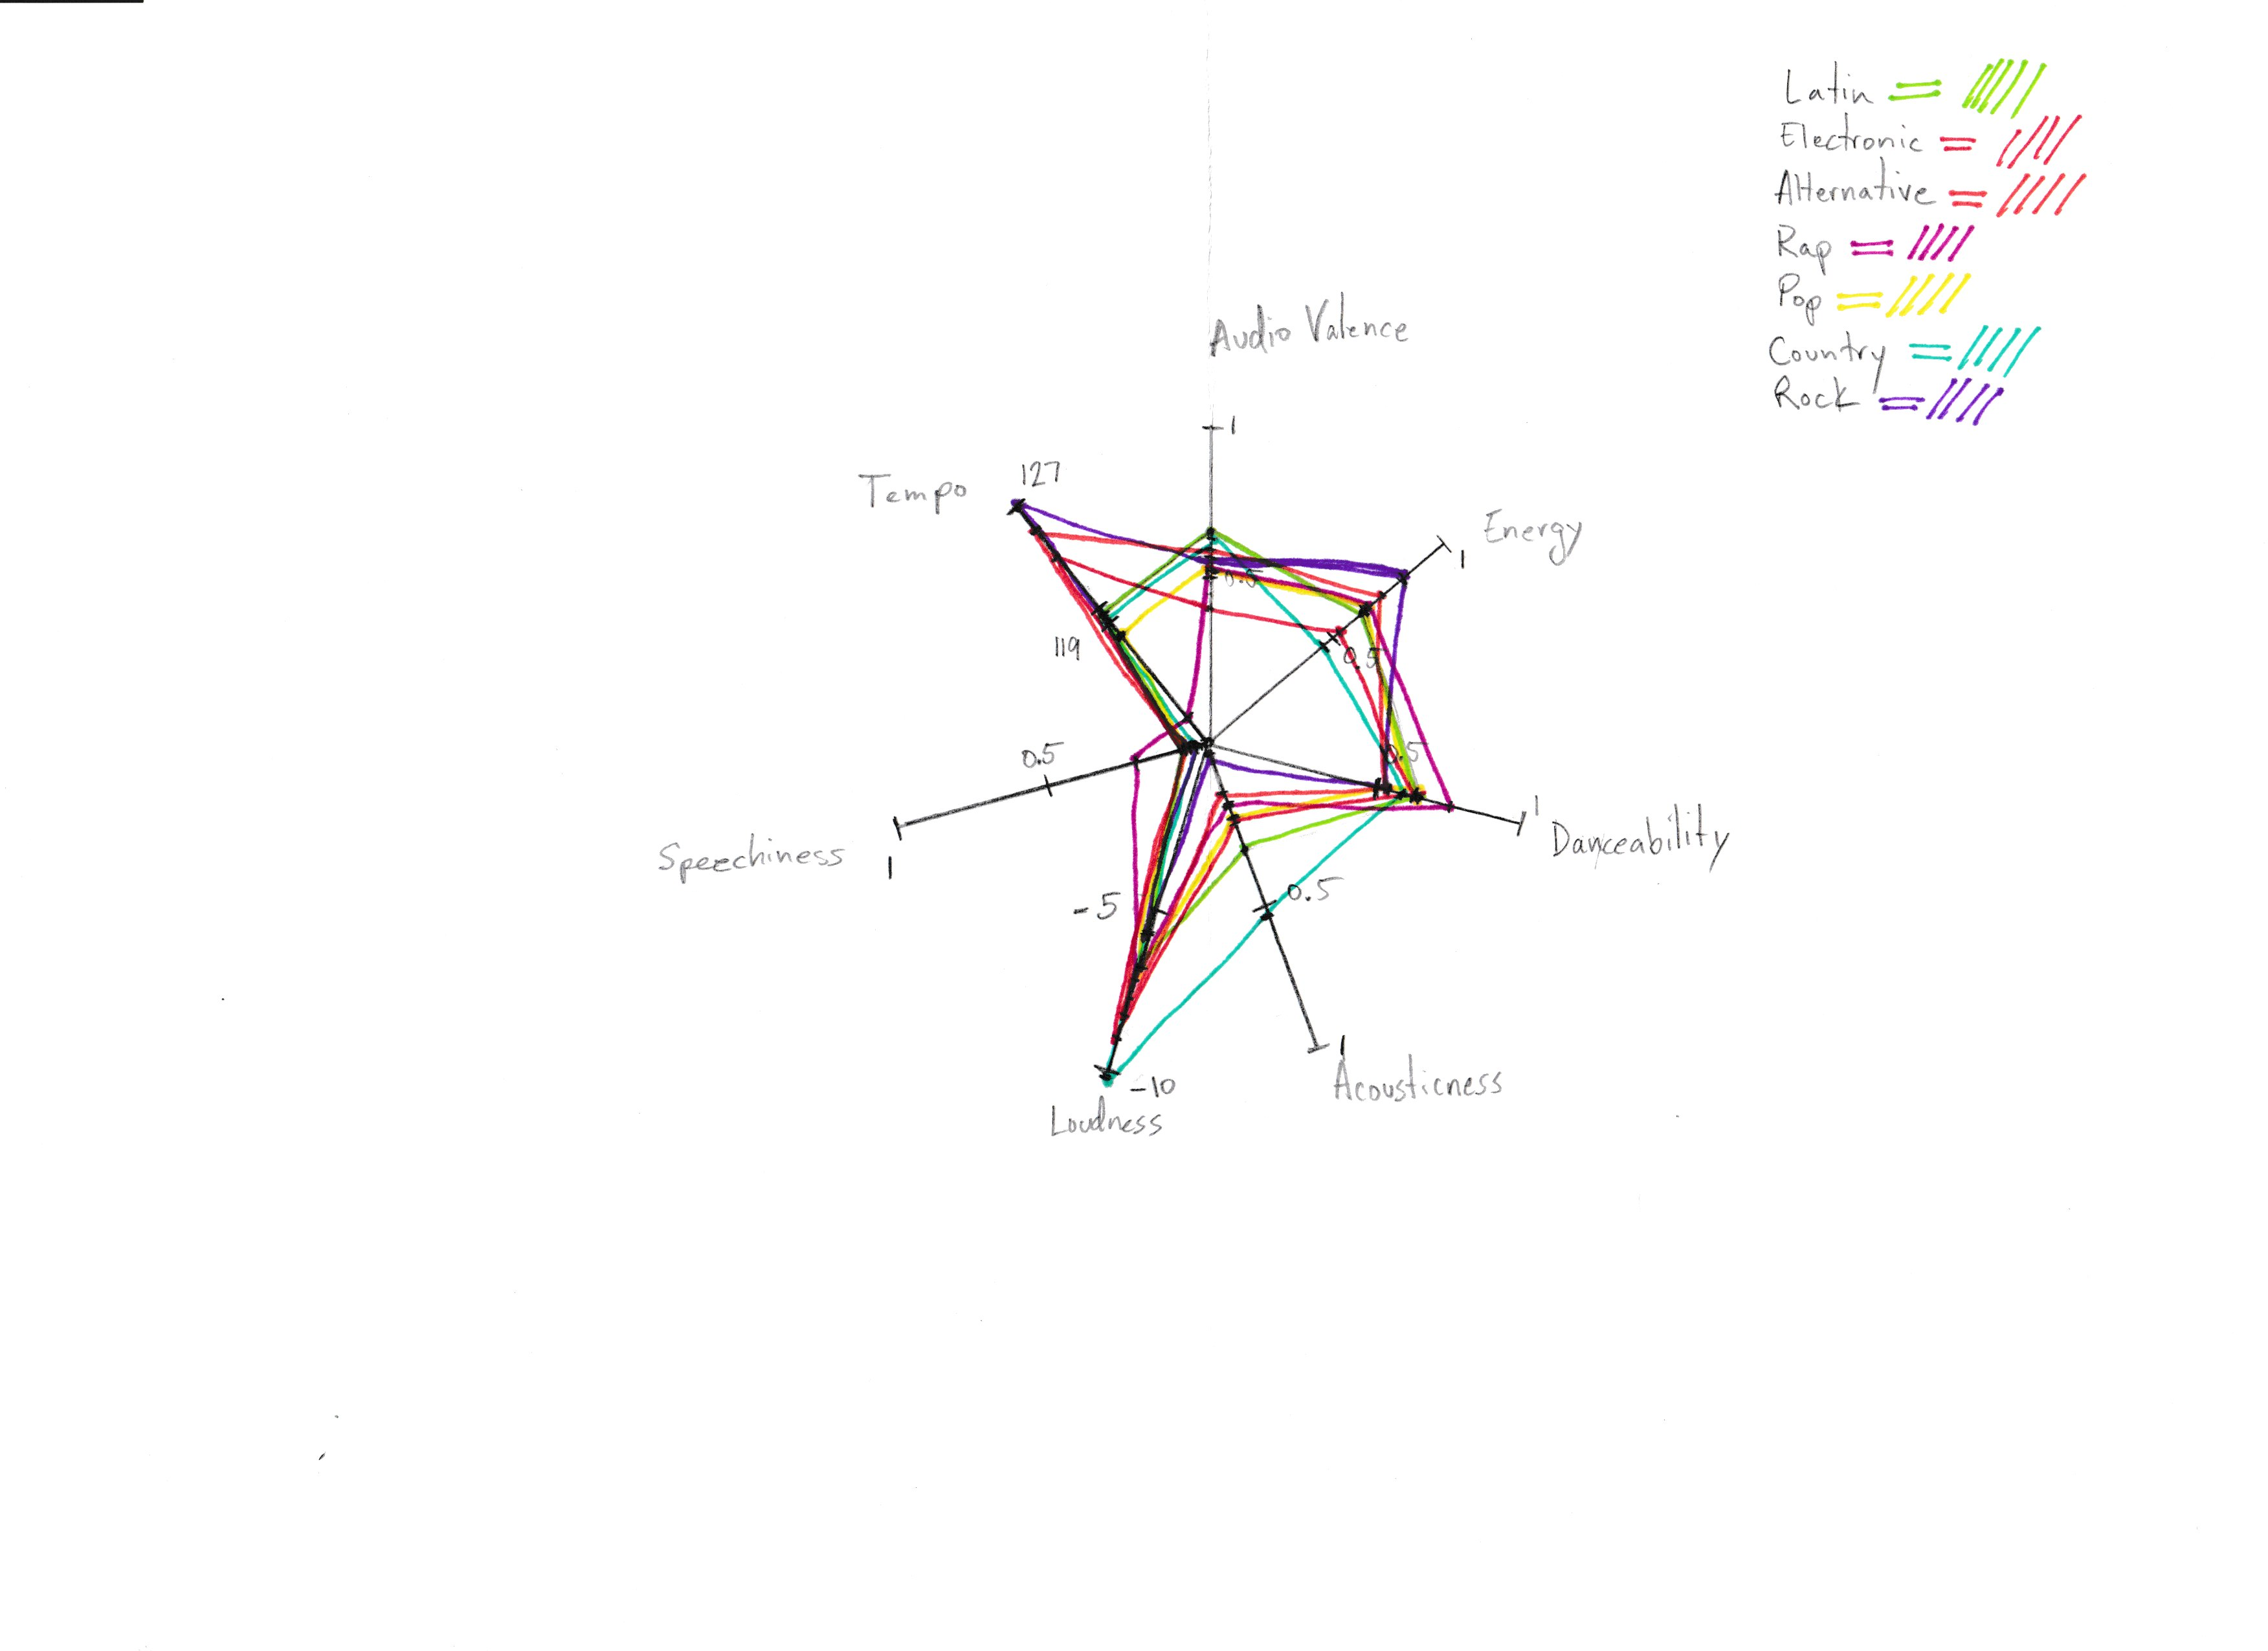 Latin =
Electronic =
Alternative =
Rap =
Pop =
Country =
Rock =
Audio Valence
1
127
Tempo
Energy
1
0.5
0.5
119
0.5
0.5
1
Danceability
Speechiness
1
-5
0.5
1
Acousticness
-10
Loudness